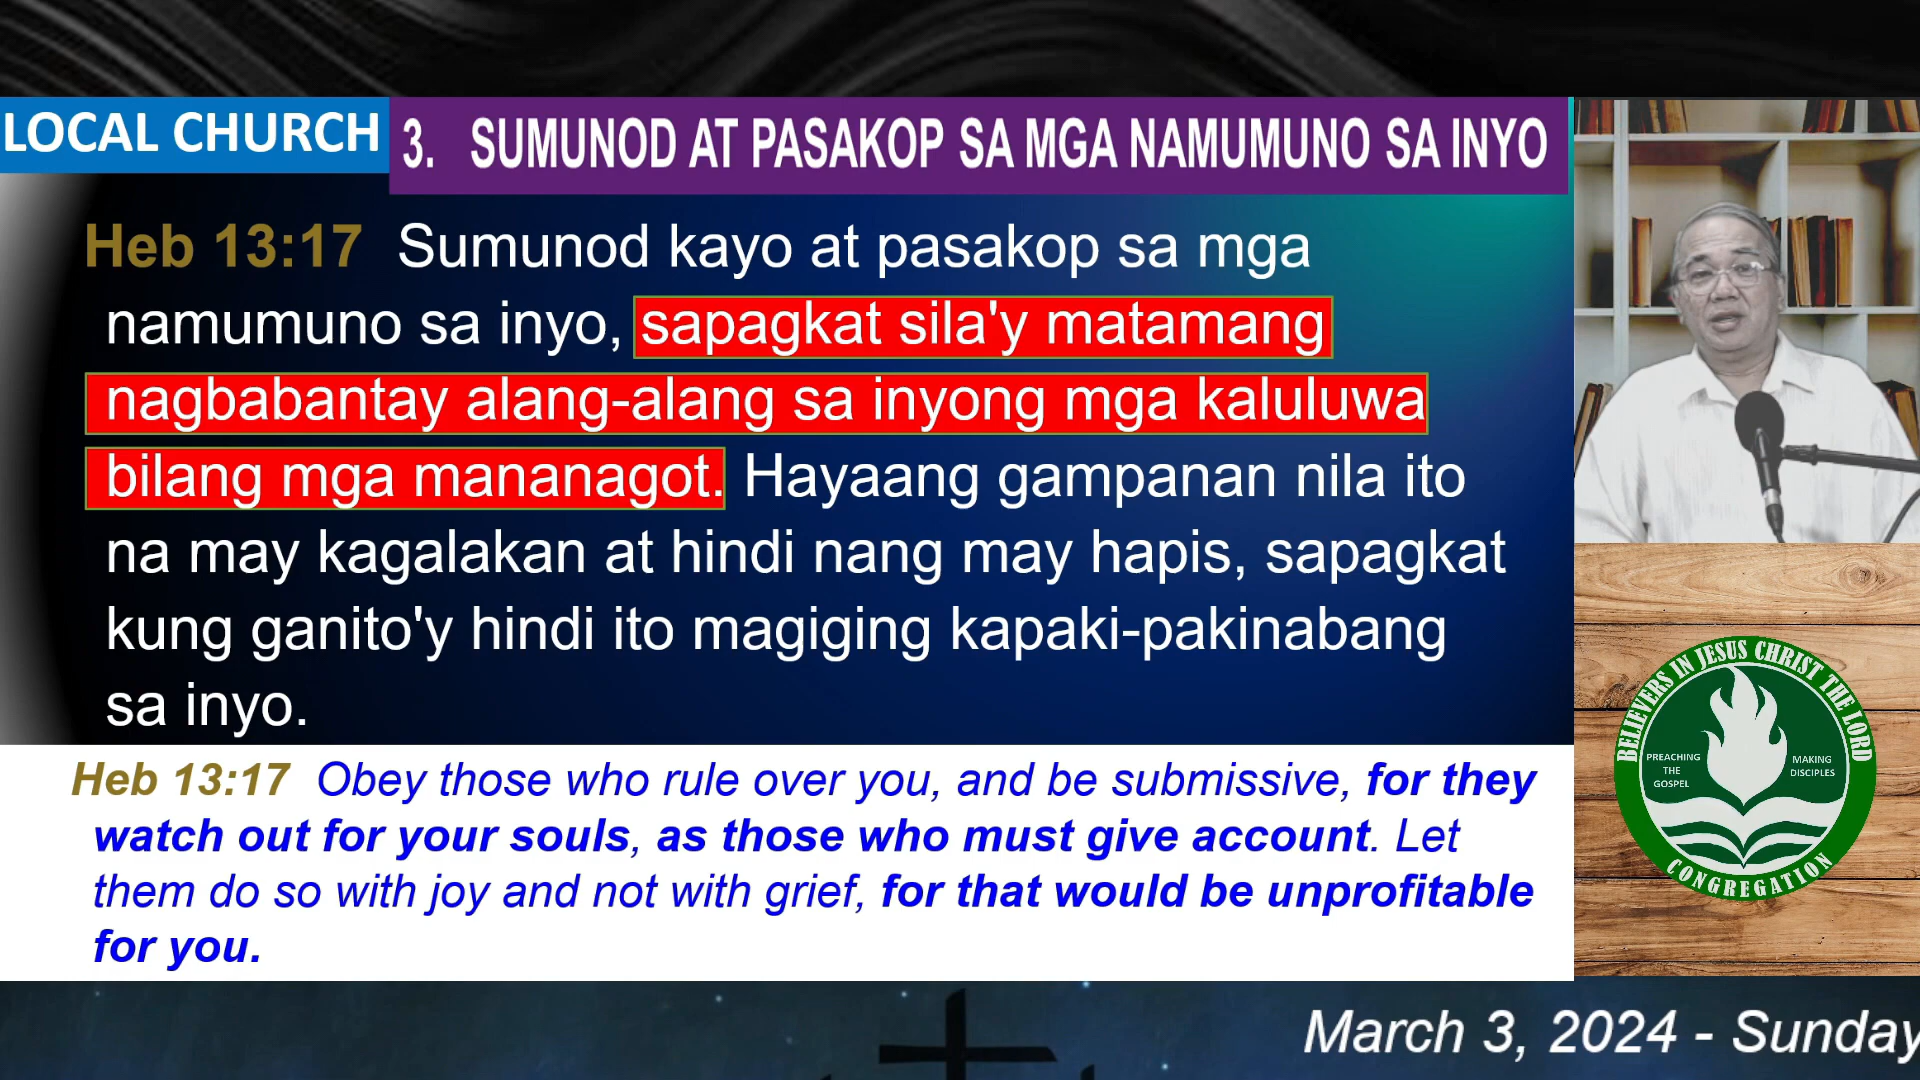 LOCAL CHURCH
3. SUMUNOD AT PASAKOP SA MGA NAMUMUNO SA INYO
Heb 13:17 Sumunod kayo at pasakop sa mga
namumuno sa inyo, sapagkat sila'y matamang
nagbabantay alang-alang sa inyong mga kaluluwa
bilang mga mananagot. Hayaang gampanan nila ito
na may kagalakan at hindi nang may hapis, sapagkat
kung ganito'y hindi ito magiging kapaki-pakinabang
sa inyo.
Heb 13:17 Obey those who rule over you, and be submissive, for they
watch out for your souls, as those who must give account. Let
them do so with joy and not with grief, for that would be unprofitable
for you.
BELIEVERS IN JESUS CHRIST THE LORD
PREACHING
THE
GOSPEL
MAKING
DISCIPLES
CONGREGATION
March 3, 2024 - Sunday